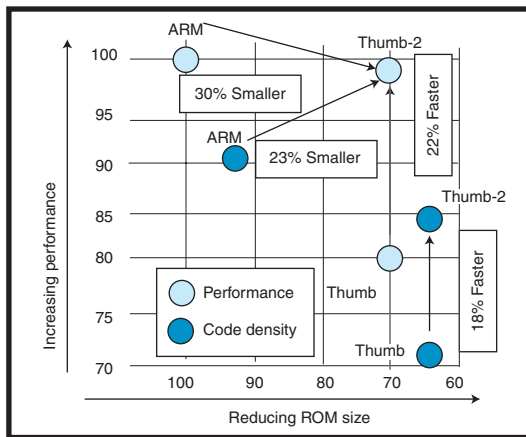 ARM
Thumb-2
100
30% Smaller
22% Faster
95
ARM
23% Smaller
90
Thumb-2
85
80
Performance
Thumb
Code density
18% Faster
75
Thumb
70
100
90
80
70
60
Increasing performance
Reducing ROM size